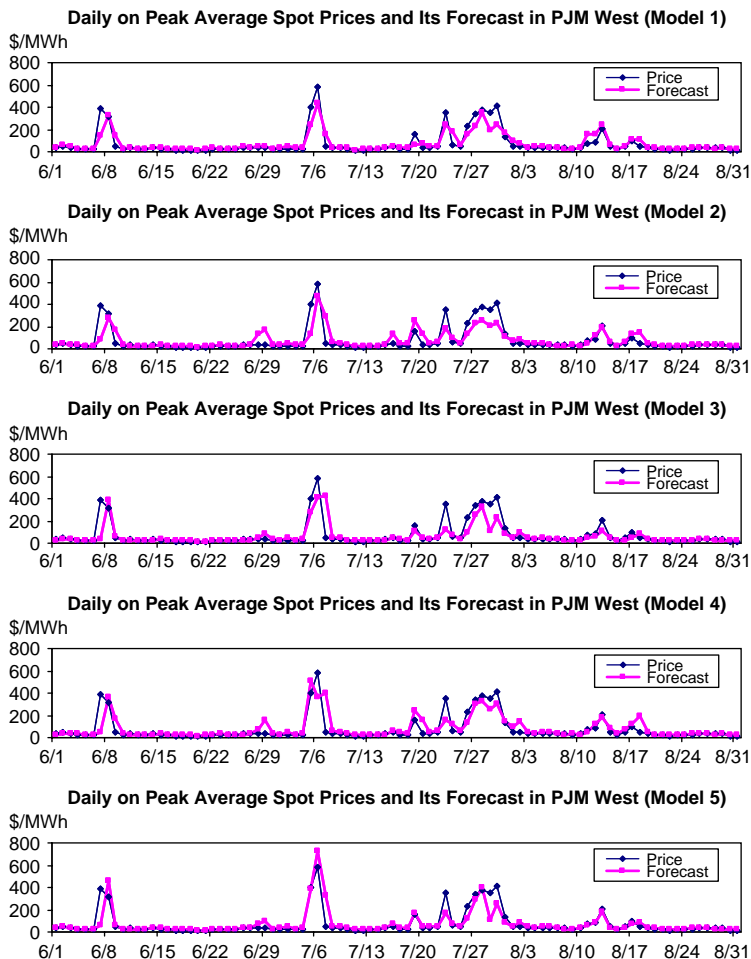 Daily on Peak Average Spot Prices and Its Forecast in PJM West (Model 1)
$/MWh
800
600
400
200
0
Price
Forecast
6/1 6/8 6/15 6/22 6/29 7/6 7/13 7/20 7/27 8/3 8/10 8/17 8/24 8/31
Daily on Peak Average Spot Prices and Its Forecast in PJM West (Model 2)
$/MWh
800
600
400
200
0
Price
Forecast
6/1 6/8 6/15 6/22 6/29 7/6 7/13 7/20 7/27 8/3 8/10 8/17 8/24 8/31
Daily on Peak Average Spot Prices and Its Forecast in PJM West (Model 3)
$/MWh
800
600
400
200
0
Price
Forecast
6/1 6/8 6/15 6/22 6/29 7/6 7/13 7/20 7/27 8/3 8/10 8/17 8/24 8/31
Daily on Peak Average Spot Prices and Its Forecast in PJM West (Model 4)
$/MWh
800
600
400
200
0
Price
Forecast
6/1 6/8 6/15 6/22 6/29 7/6 7/13 7/20 7/27 8/3 8/10 8/17 8/24 8/31
Daily on Peak Average Spot Prices and Its Forecast in PJM West (Model 5)
$/MWh
800
600
400
200
0
Price
Forecast
6/1 6/8 6/15 6/22 6/29 7/6 7/13 7/20 7/27 8/3 8/10 8/17 8/24 8/31